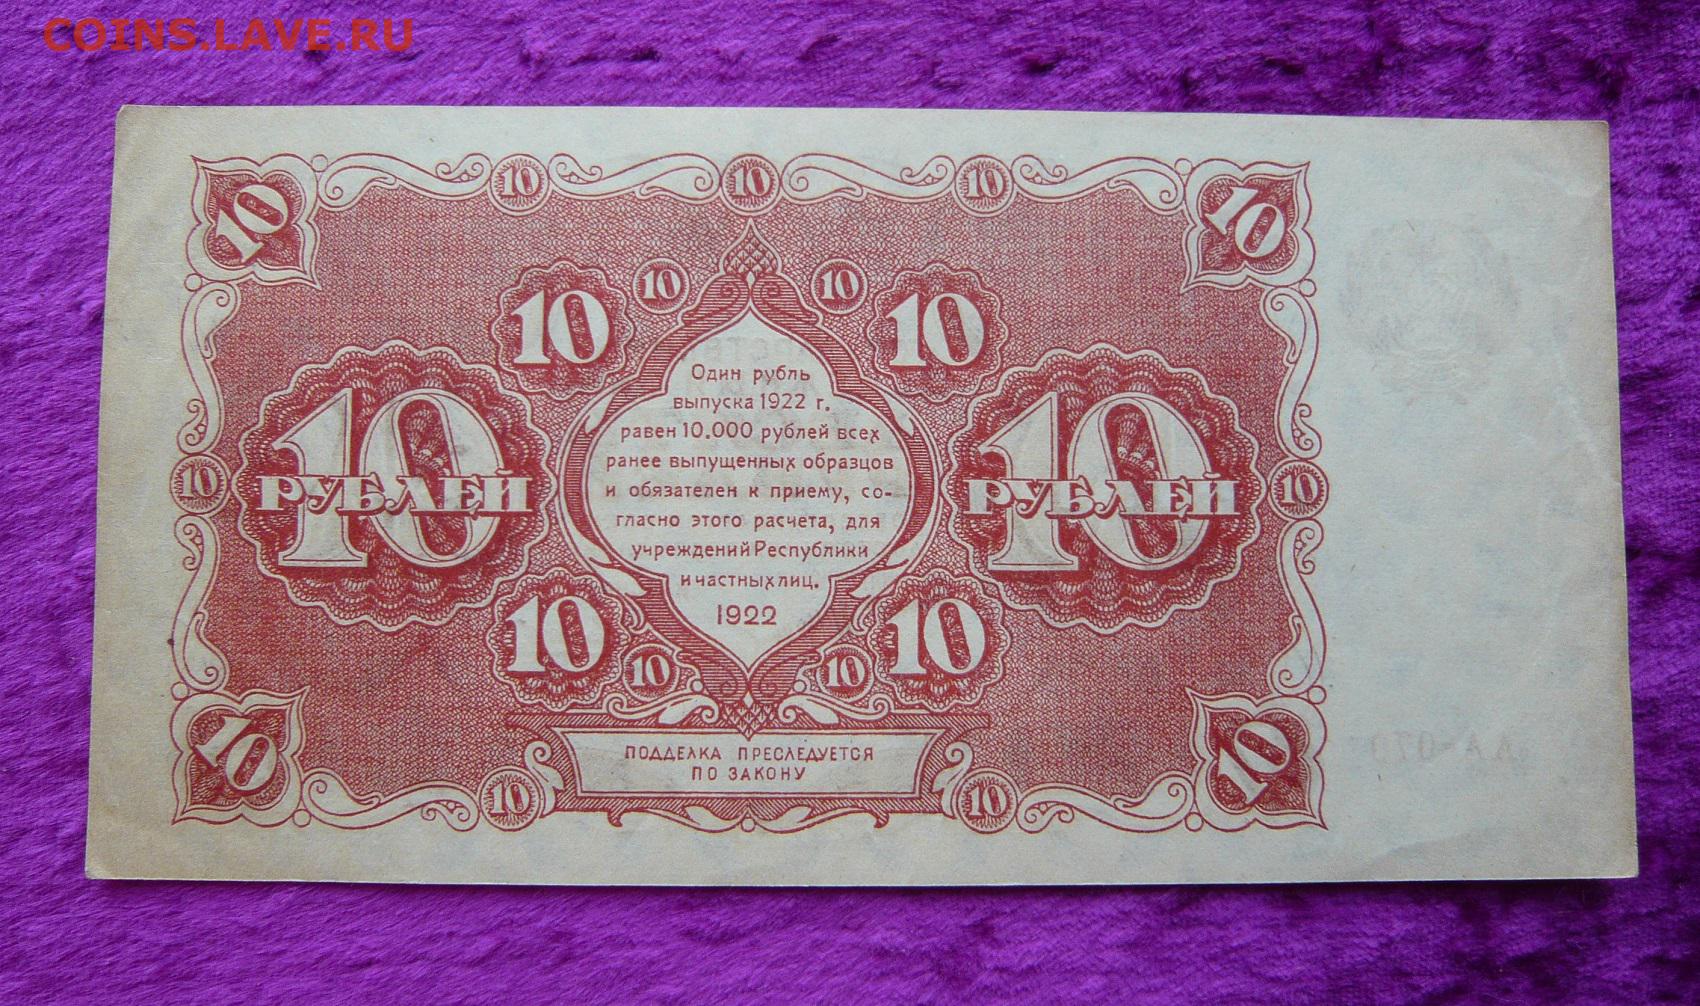 COINS.LAVE.RU
10 10 10 10 10
10 10 10 10
10 РУБЛЕЙ
10 РУБЛЕЙ
Один рубль
выпуска 1922 г.
равен 10.000 рублей всех
ранее выпущенных образцов
и обязателен к приему, со-
гласно этого расчета, для
учреждений Республики
и частных лиц.
1922
10 10
10 10 10 10
ПОДДЕЛКА ПРЕСЛЕДУЕТСЯ
ПО ЗАКОНУ
10 10 10 10